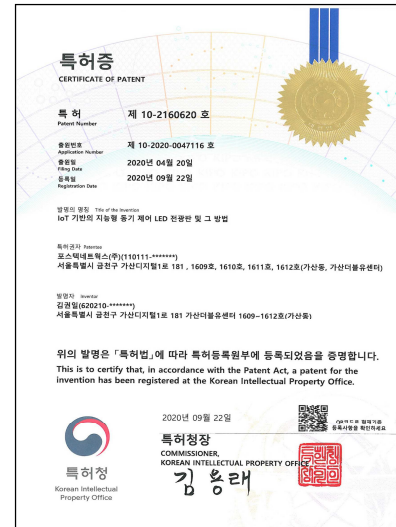 특허증
CERTIFICATE OF PATENT
특 허 제 10-2160620 호
Patent Number
출원번호 제 10-2020-0047116 호
Application Number
출원일 2020년 04월 20일
Filing Date
등록일 2020년 09월 22일
Registration Date
발명의 명칭 Title of the Invention
IoT 기반의 지능형 동기 제어 LED 전광판 및 그 방법
특허권자 Patentee
포스텍네트웍스(주)(110111-*******)
서울특별시 금천구 가산디지털1로 181 , 1609호, 1610호, 1611호, 1612호(가산동, 가산더블유센터)
발명자 Inventor
김권일(620210-*******)
서울특별시 금천구 가산디지털1로 181 가산더블유센터 1609~1612호(가산동)
위의 발명은 「특허법」에 따라 특허등록원부에 등록되었음을 증명합니다.
This is to certify that, in accordance with the Patent Act, a patent for the
invention has been registered at the Korean Intellectual Property Office.
2020년 09월 22일
특허청장
COMMISSIONER,
KOREAN INTELLECTUAL PROPERTY OFFICE
김용래
특허청
Korean Intellectual
Property Office
등록사항을 확인하세요